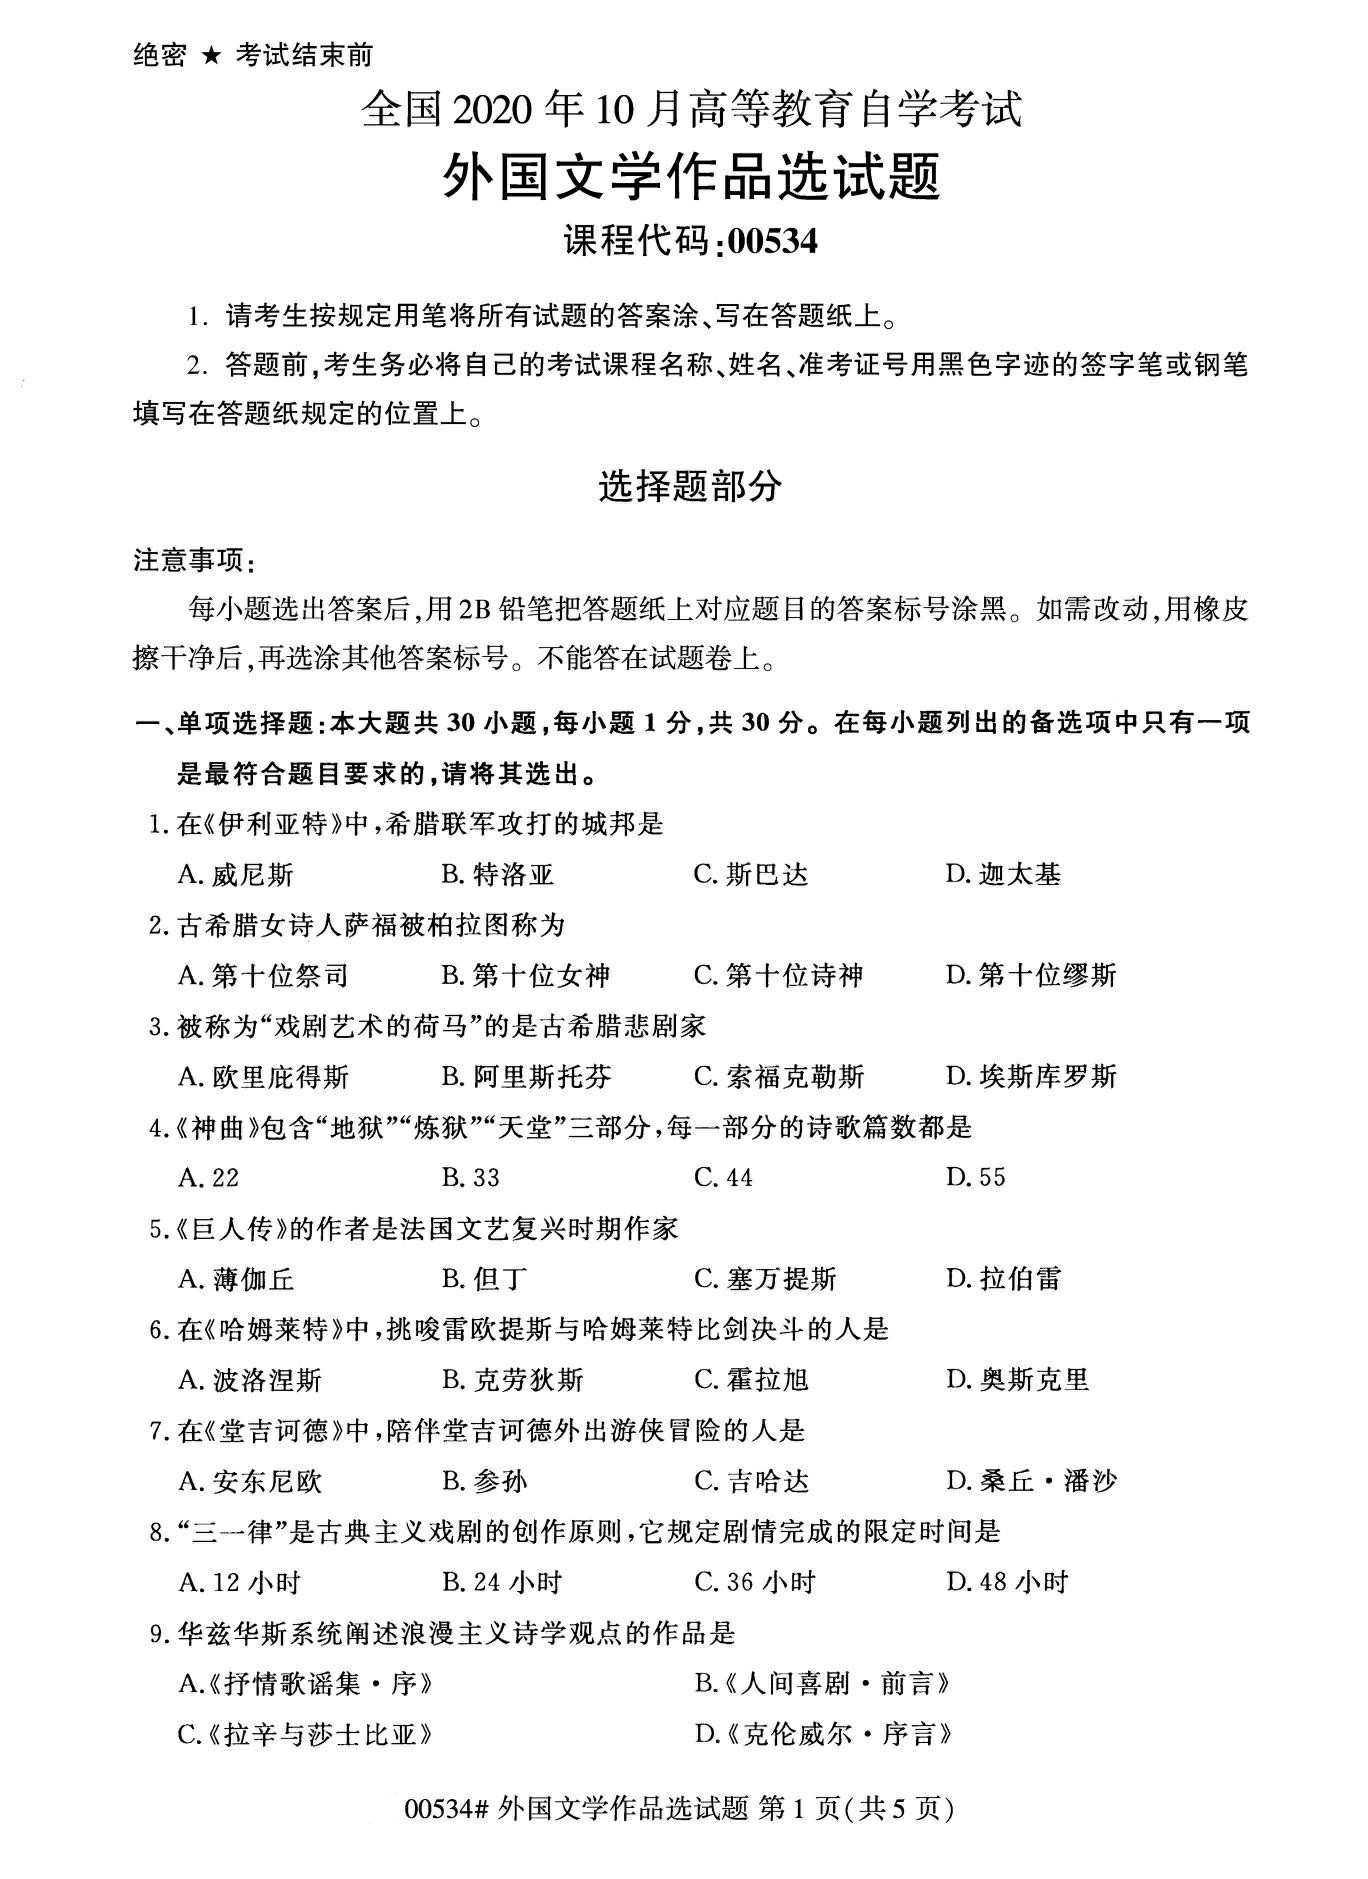 绝密 ★ 考试结束前
全国 2020 年 10 月高等教育自学考试
外国文学作品选试题
课程代码:00534
1. 请考生按规定用笔将所有试题的答案涂、写在答题纸上。
2. 答题前,考生务必将自己的考试课程名称、姓名、准考证号用黑色字迹的签字笔或钢笔
填写在答题纸规定的位置上。
选择题部分
注意事项:
每小题选出答案后,用 2B 铅笔把答题纸上对应题目的答案标号涂黑。如需改动,用橡皮
擦干净后,再选涂其他答案标号。不能答在试题卷上。
一、单项选择题:本大题共 30 小题,每小题 1 分,共 30 分。在每小题列出的备选项中只有一项
是最符合题目要求的,请将其选出。
1. 在《伊利亚特》中,希腊联军攻打的城邦是
A. 威尼斯 B. 特洛亚 C. 斯巴达 D. 迦太基
2. 古希腊女诗人萨福被柏拉图称为
A. 第十位祭司 B. 第十位女神 C. 第十位诗神 D. 第十位缪斯
3. 被称为“戏剧艺术的荷马”的是古希腊悲剧家
A. 欧里庇得斯 B. 阿里斯托芬 C. 索福克勒斯 D. 埃斯库罗斯
4.《神曲》包含“地狱”“炼狱”“天堂”三部分,每一部分的诗歌篇数都是
A. 22 B. 33 C. 44 D. 55
5.《巨人传》的作者是法国文艺复兴时期作家
A. 薄伽丘 B. 但丁 C. 塞万提斯 D. 拉伯雷
6. 在《哈姆莱特》中,挑唆雷欧提斯与哈姆莱特比剑决斗的人是
A. 波洛涅斯 B. 克劳狄斯 C. 霍拉旭 D. 奥斯克里
7. 在《堂吉诃德》中,陪伴堂吉诃德外出游侠冒险的人是
A. 安东尼欧 B. 参孙 C. 吉哈达 D. 桑丘·潘沙
8. “三一律”是古典主义戏剧的创作原则,它规定剧情完成的限定时间是
A. 12 小时 B. 24 小时 C. 36 小时 D. 48 小时
9. 华兹华斯系统阐述浪漫主义诗学观点的作品是
A.《抒情歌谣集·序》 B.《人间喜剧·前言》
C.《拉辛与莎士比亚》 D.《克伦威尔·序言》
00534# 外国文学作品选试题 第 1 页(共 5 页)